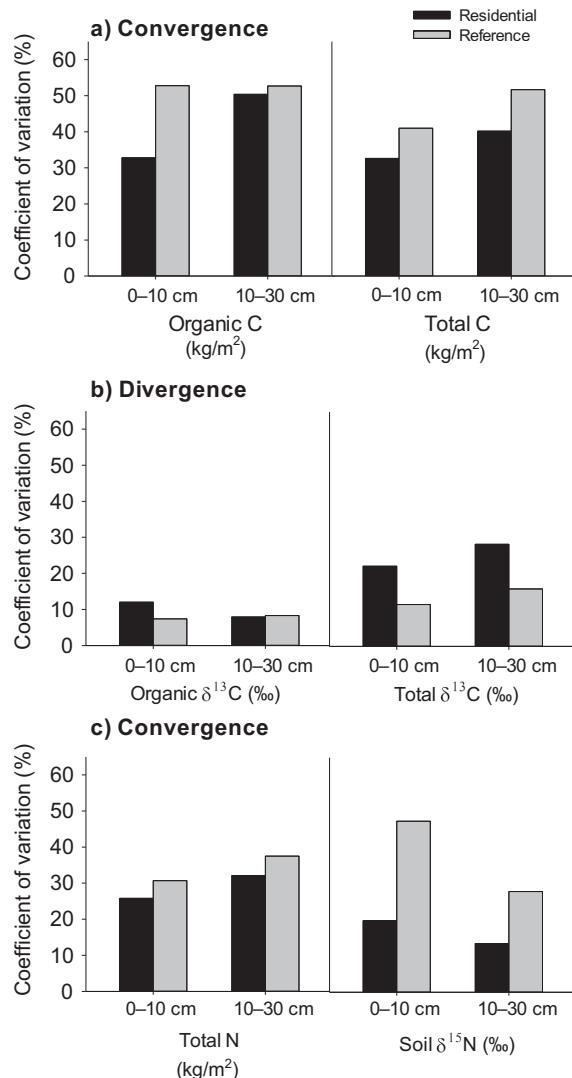 Residential
Reference
a) Convergence
Coefficient of variation (%)
60
50
40
30
20
10
0
0–10 cm
10–30 cm
0–10 cm
10–30 cm
Organic C
(kg/m²)
Total C
(kg/m²)
b) Divergence
Coefficient of variation (%)
60
50
40
30
20
10
0
0–10 cm
10–30 cm
0–10 cm
10–30 cm
Organic δ¹³C (‰)
Total δ¹³C (‰)
c) Convergence
Coefficient of variation (%)
60
50
40
30
20
10
0
0–10 cm
10–30 cm
0–10 cm
10–30 cm
Total N
(kg/m²)
Soil δ¹⁵N (‰)